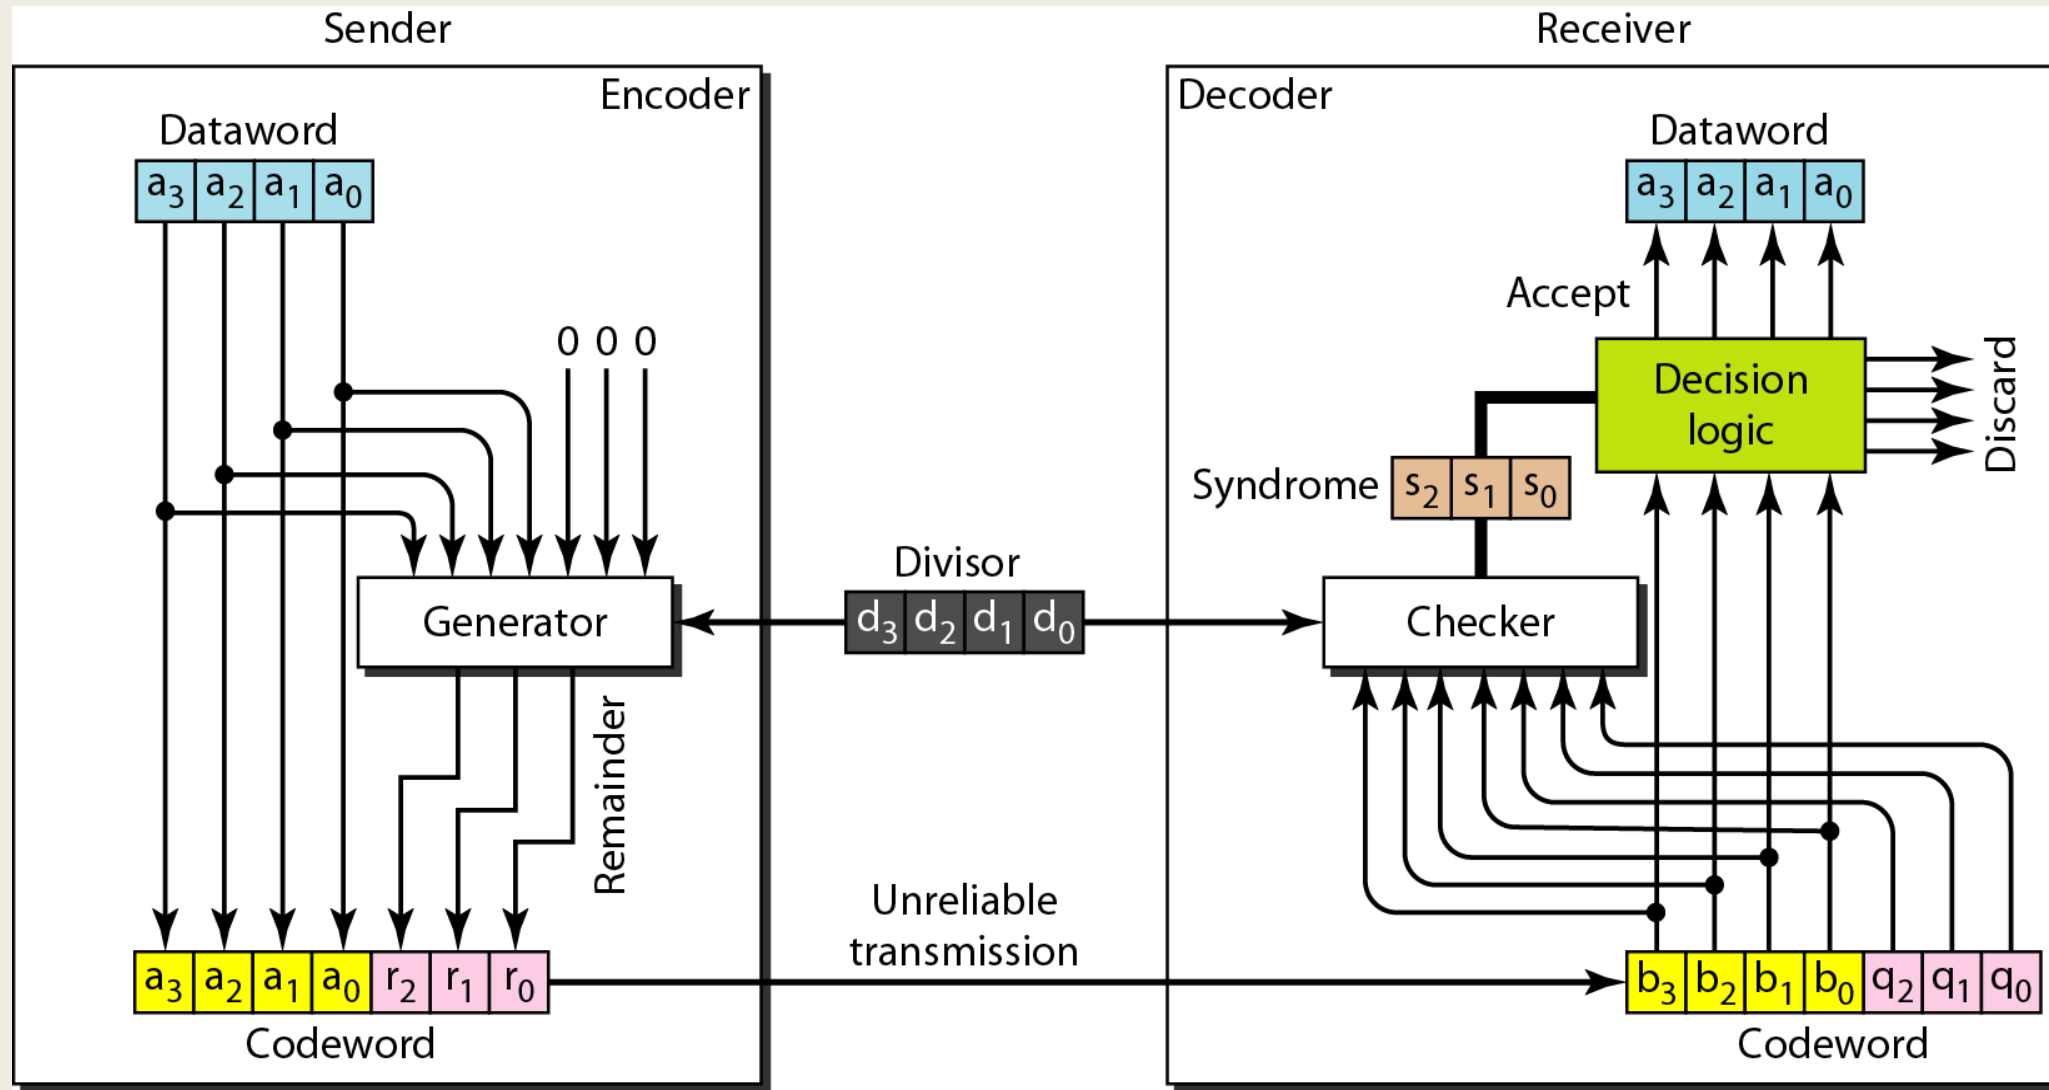 Sender
Receiver
Encoder
Decoder
Dataword
a3 a2 a1 a0
Dataword
a3 a2 a1 a0
Accept
0 0 0
Decision
logic
Discard
Syndrome
s2 s1 s0
Divisor
d3 d2 d1 d0
Generator
Checker
Remainder
Unreliable
transmission
a3 a2 a1 a0 r2 r1 r0
b3 b2 b1 b0 q2 q1 q0
Codeword
Codeword